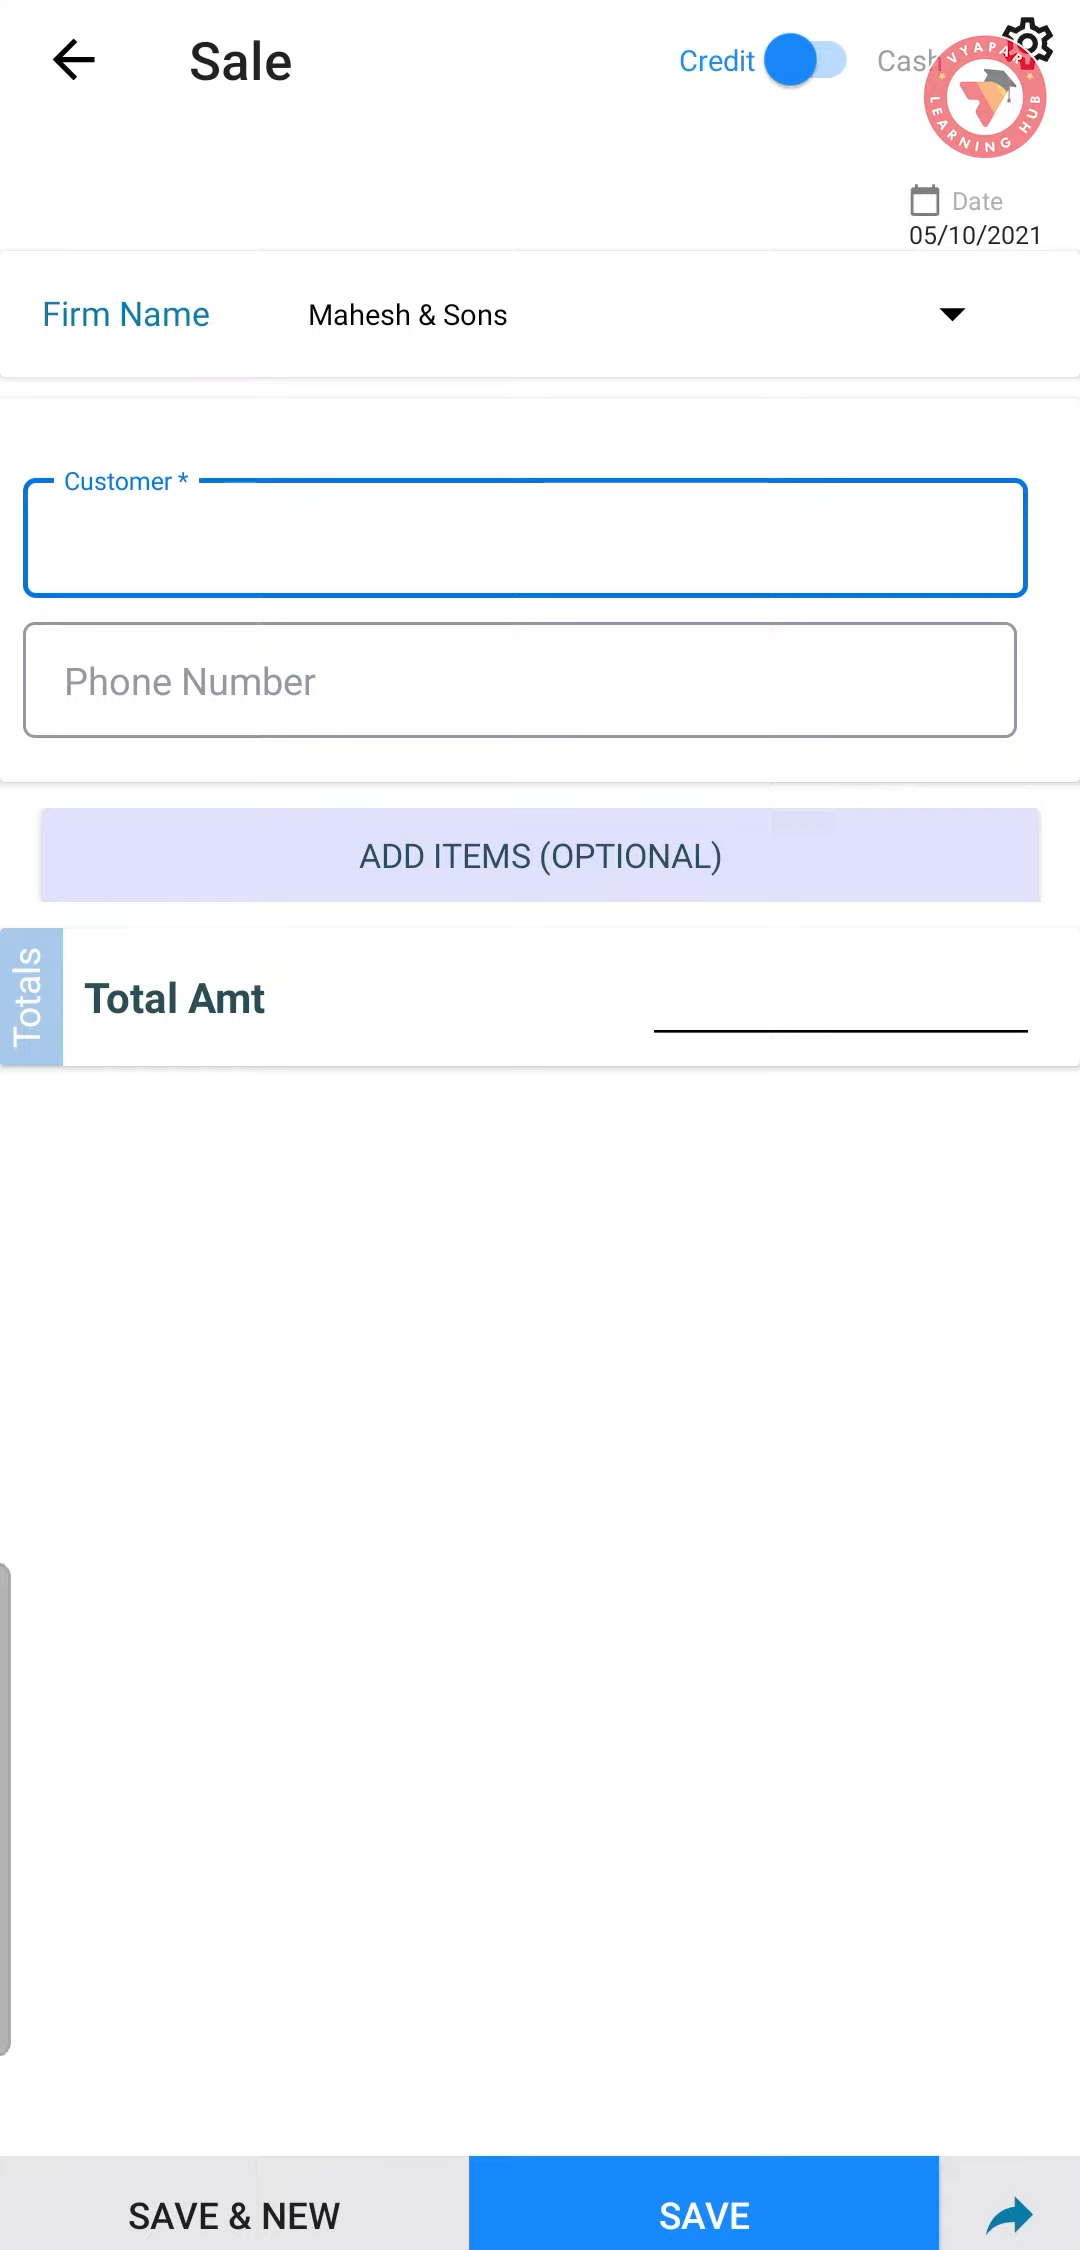 Sale
Credit
Cash
VYAPAR
LEARNING HUB
Date
05/10/2021
Firm Name
Mahesh & Sons
Customer *
Phone Number
ADD ITEMS (OPTIONAL)
Totals
Total Amt
SAVE & NEW
SAVE